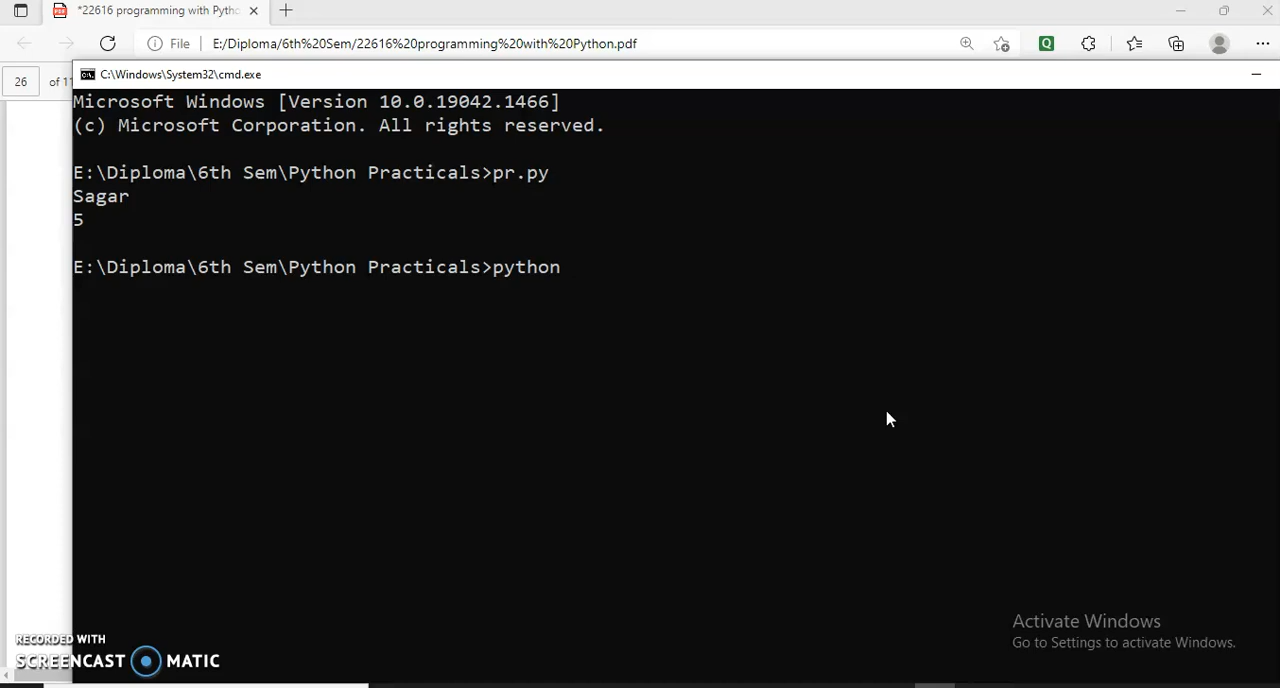 *22616 programming with Pytho
File
E:/Diploma/6th%20Sem/22616%20programming%20with%20Python.pdf
Q
26
of 11
C:\Windows\System32\cmd.exe
Microsoft Windows [Version 10.0.19042.1466]
(c) Microsoft Corporation. All rights reserved.
E:\Diploma\6th Sem\Python Practicals>pr.py
Sagar
5
E:\Diploma\6th Sem\Python Practicals>python
Activate Windows
Go to Settings to activate Windows.
RECORDED WITH
SCREENCAST MATIC